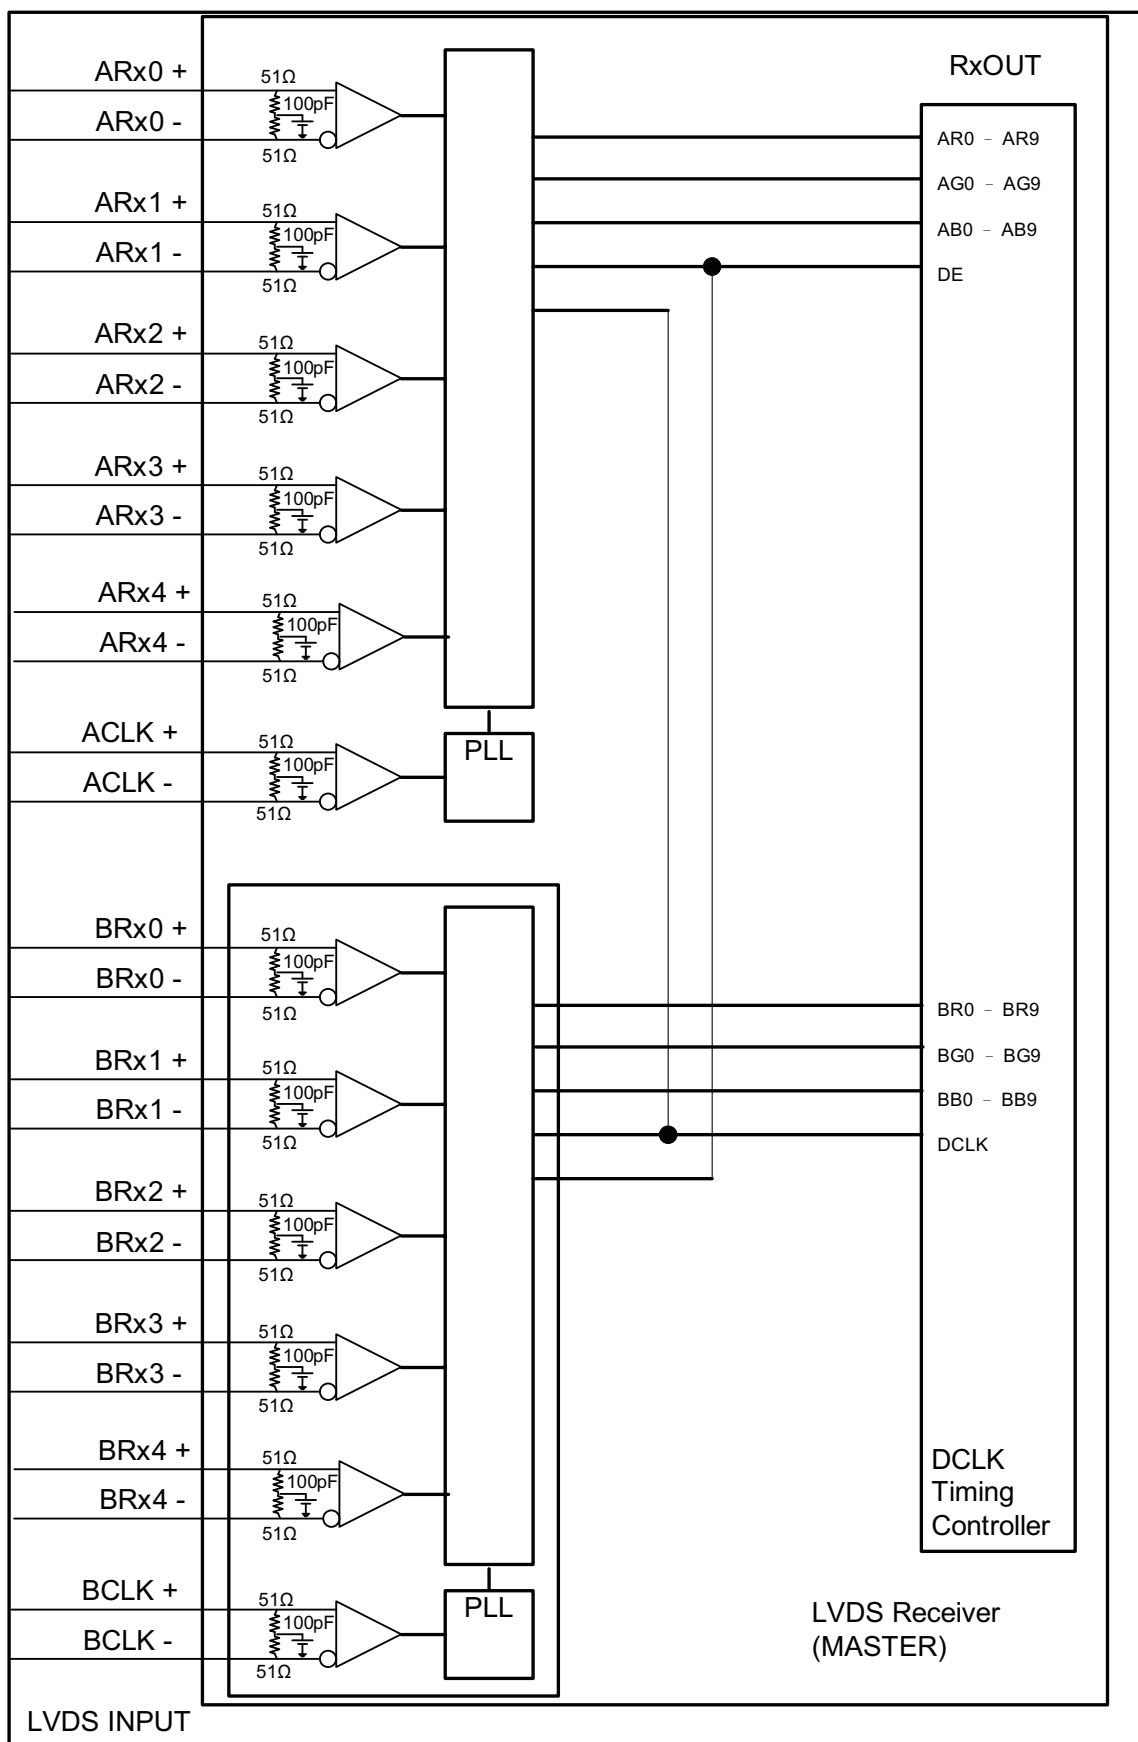 RxOUT
ARx0 +
51Ω
100pF
ARx0 -
51Ω
AR0 – AR9
AG0 – AG9
ARx1 +
51Ω
100pF
AB0 – AB9
ARx1 -
51Ω
DE
ARx2 +
51Ω
100pF
ARx2 -
51Ω
ARx3 +
51Ω
100pF
ARx3 -
51Ω
ARx4 +
51Ω
100pF
ARx4 -
51Ω
ACLK +
51Ω
100pF
PLL
ACLK -
51Ω
BRx0 +
51Ω
100pF
BRx0 -
51Ω
BR0 – BR9
BG0 – BG9
BRx1 +
51Ω
100pF
BB0 – BB9
BRx1 -
51Ω
DCLK
BRx2 +
51Ω
100pF
BRx2 -
51Ω
BRx3 +
51Ω
100pF
BRx3 -
51Ω
BRx4 +
51Ω
100pF
BRx4 -
51Ω
DCLK
Timing
Controller
BCLK +
51Ω
100pF
PLL
BCLK -
51Ω
LVDS Receiver
(MASTER)
LVDS INPUT